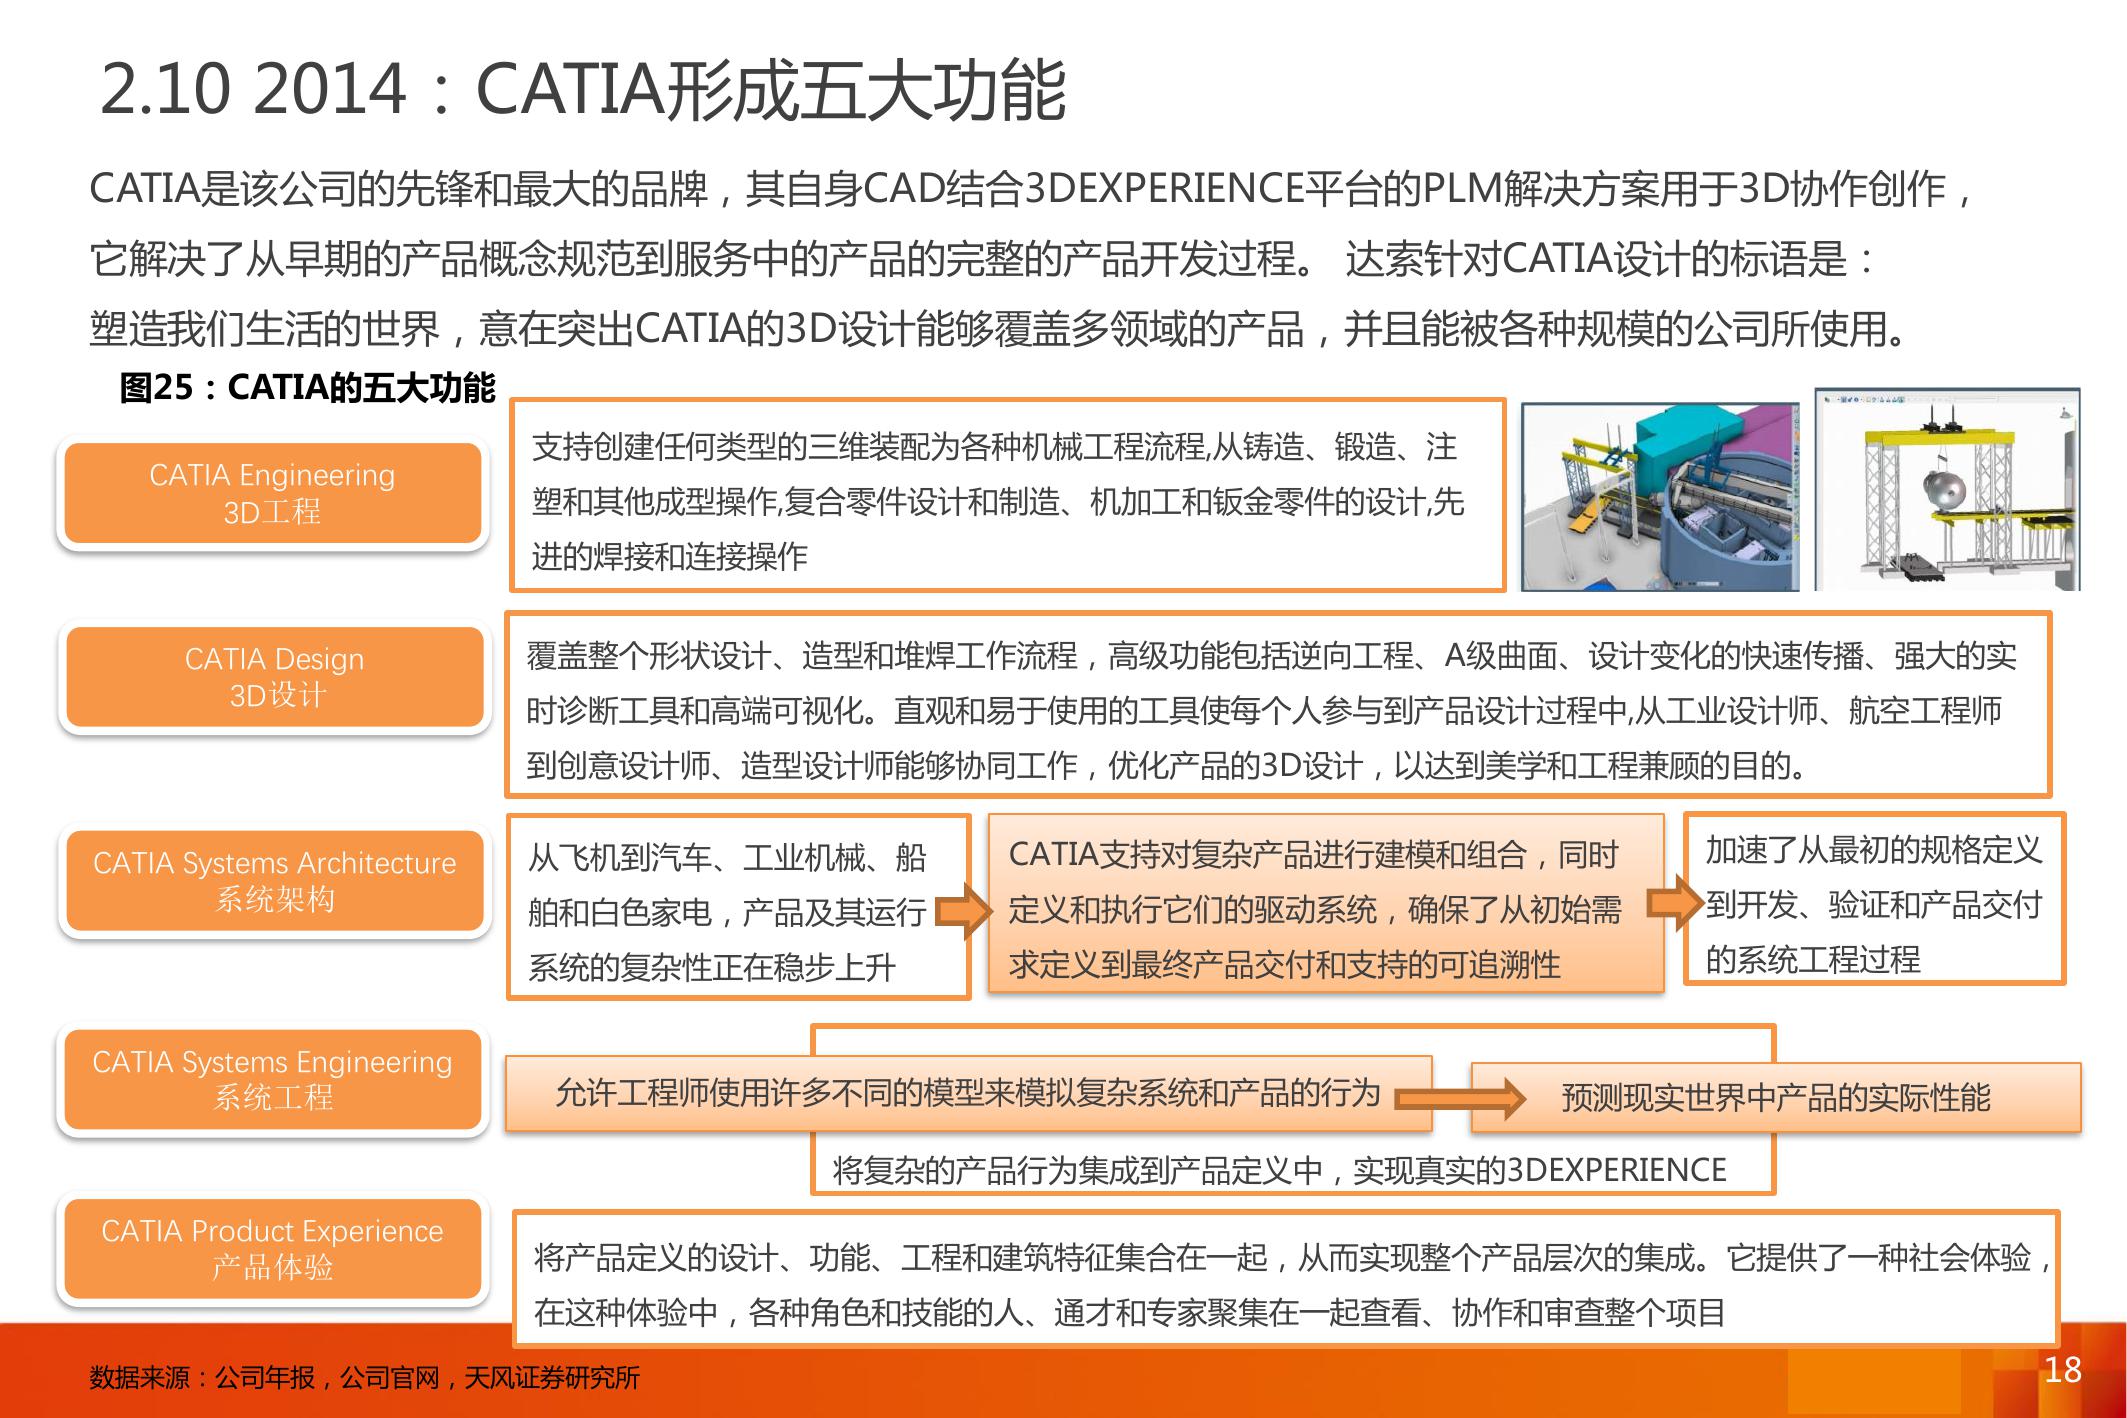 2.10 2014：CATIA形成五大功能
CATIA是该公司的先锋和最大的品牌，其自身CAD结合3DEXPERIENCE平台的PLM解决方案用于3D协作创作，
它解决了从早期的产品概念规范到服务中的产品的完整的产品开发过程。 达索针对CATIA设计的标语是：
塑造我们生活的世界，意在突出CATIA的3D设计能够覆盖多领域的产品，并且能被各种规模的公司所使用。
图25：CATIA的五大功能
CATIA Engineering
3D工程
支持创建任何类型的三维装配为各种机械工程流程,从铸造、锻造、注
塑和其他成型操作,复合零件设计和制造、机加工和钣金零件的设计,先
进的焊接和连接操作
CATIA Design
3D设计
覆盖整个形状设计、造型和堆焊工作流程，高级功能包括逆向工程、A级曲面、设计变化的快速传播、强大的实
时诊断工具和高端可视化。直观和易于使用的工具使每个人参与到产品设计过程中,从工业设计师、航空工程师
到创意设计师、造型设计师能够协同工作，优化产品的3D设计，以达到美学和工程兼顾的目的。
CATIA Systems Architecture
系统架构
从飞机到汽车、工业机械、船
舶和白色家电，产品及其运行
系统的复杂性正在稳步上升
CATIA支持对复杂产品进行建模和组合，同时
定义和执行它们的驱动系统，确保了从初始需
求定义到最终产品交付和支持的可追溯性
加速了从最初的规格定义
到开发、验证和产品交付
的系统工程过程
CATIA Systems Engineering
系统工程
允许工程师使用许多不同的模型来模拟复杂系统和产品的行为
预测现实世界中产品的实际性能
将复杂的产品行为集成到产品定义中，实现真实的3DEXPERIENCE
CATIA Product Experience
产品体验
将产品定义的设计、功能、工程和建筑特征集合在一起，从而实现整个产品层次的集成。它提供了一种社会体验，
在这种体验中，各种角色和技能的人、通才和专家聚集在一起查看、协作和审查整个项目
数据来源：公司年报，公司官网，天风证券研究所
18